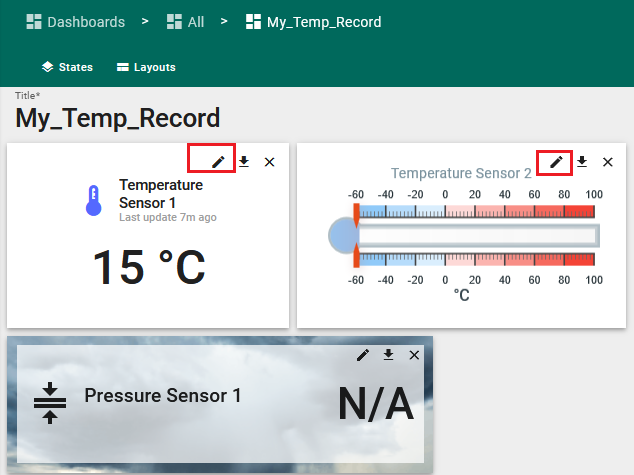 Dashboards > All > My_Temp_Record
States Layouts
Title*
My_Temp_Record
Temperature
Sensor 1
Last update 7m ago
15 °C
Temperature Sensor 2
-60 -40 -20 0 20 40 60 80 100
-60 -40 -20 0 20 40 60 80 100
°C
Pressure Sensor 1
N/A